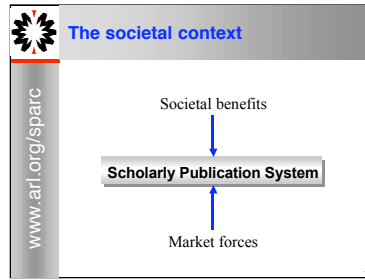 The societal context
www.arl.org/sparc
Societal benefits
Scholarly Publication System
Market forces